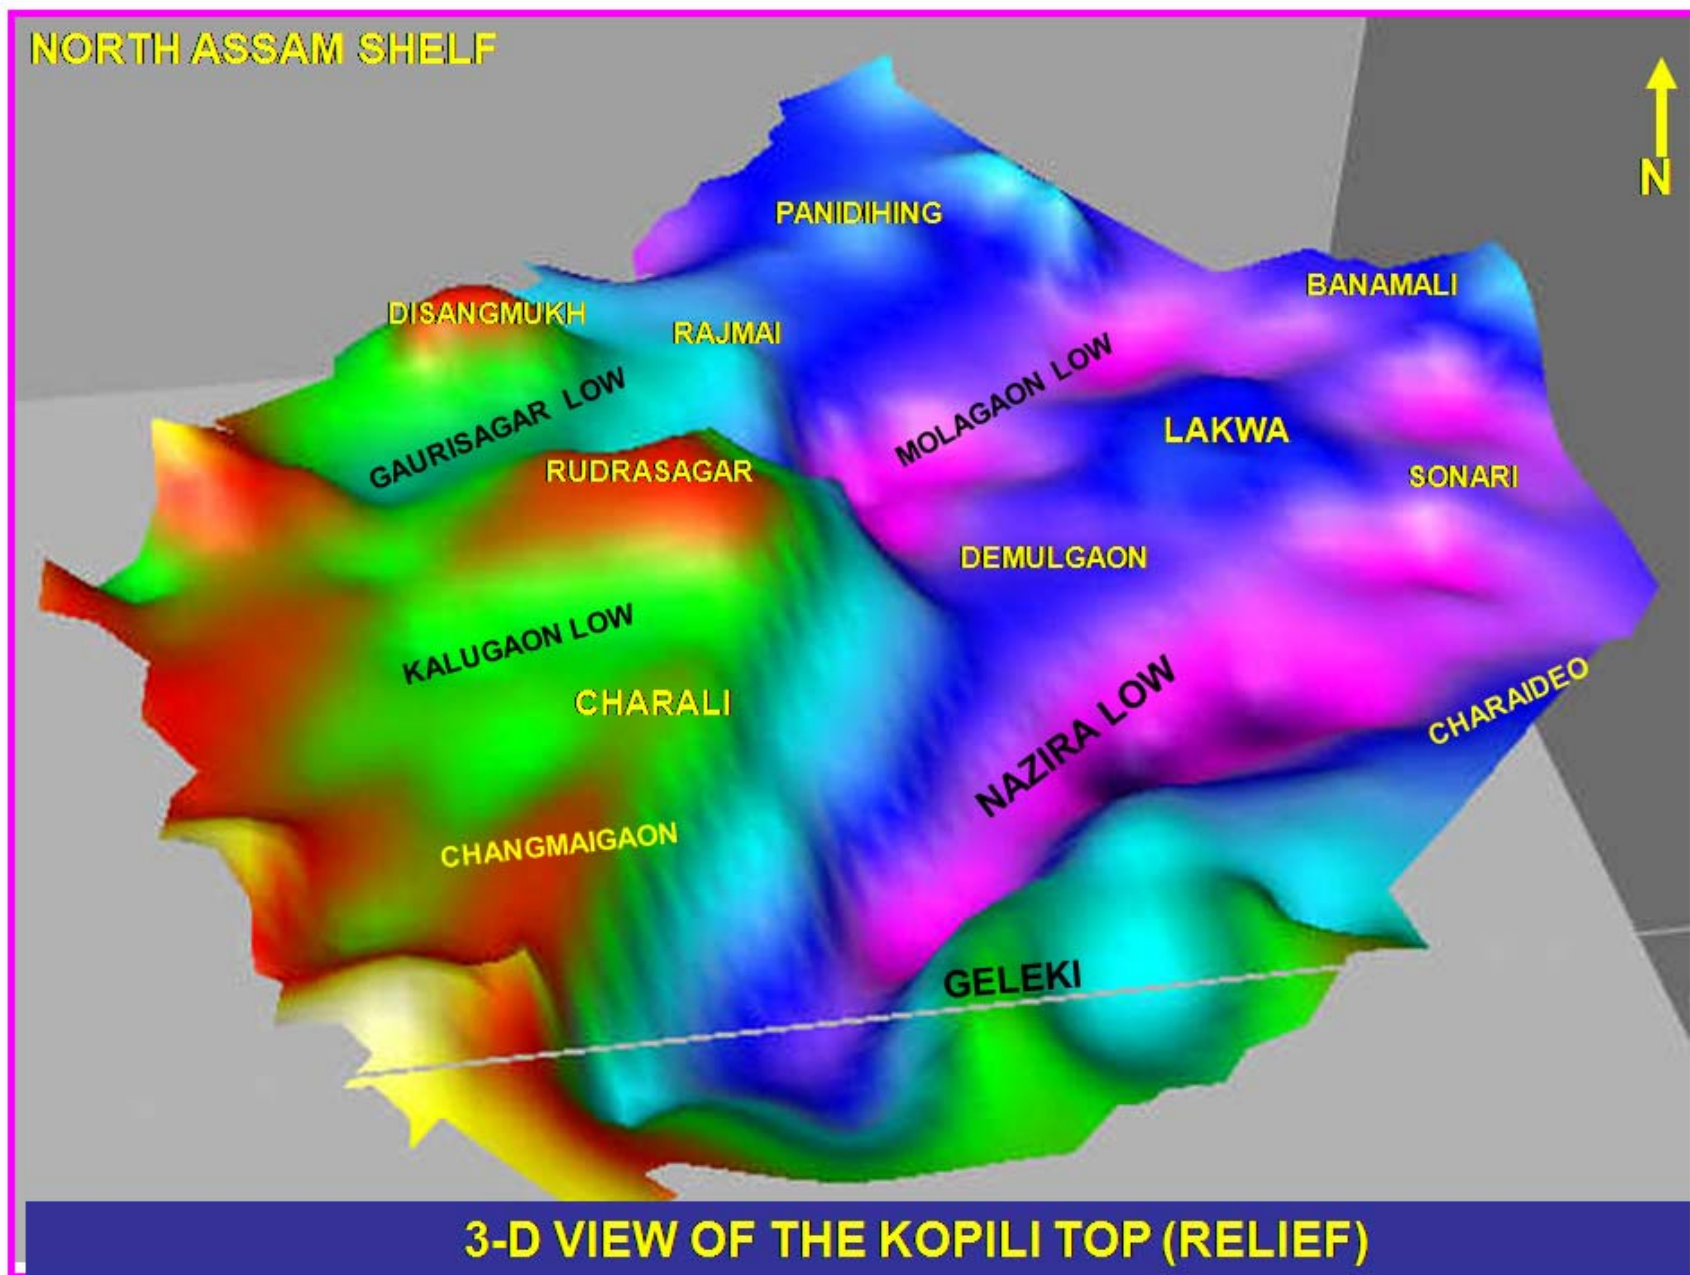 NORTH ASSAM SHELF
N
PANIDIHING
BANAMALI
DISANGMUKH
RAJMAI
MOLAGAON LOW
GAURISAGAR LOW
LAKWA
RUDRASAGAR
SONARI
DEMULGAON
KALUGAON LOW
CHARALI
NAZIRA LOW
CHARAIDEO
CHANGMAIGAON
GELEKI
3-D VIEW OF THE KOPILI TOP (RELIEF)